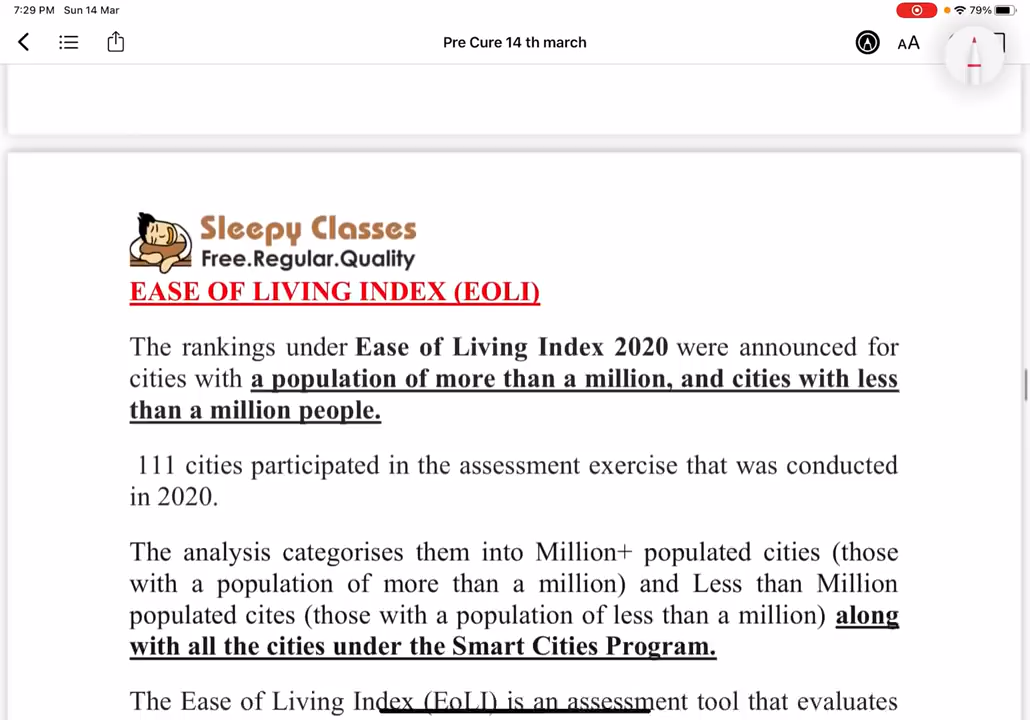 7:29 PM Sun 14 Mar
79%
AA
Pre Cure 14 th march
Sleepy Classes
Free.Regular.Quality
EASE OF LIVING INDEX (EOLI)
The rankings under Ease of Living Index 2020 were announced for
cities with a population of more than a million, and cities with less
than a million people.
111 cities participated in the assessment exercise that was conducted
in 2020.
The analysis categorises them into Million+ populated cities (those
with a population of more than a million) and Less than Million
populated cites (those with a population of less than a million) along
with all the cities under the Smart Cities Program.
The Ease of Living Index (EoLI) is an assessment tool that evaluates